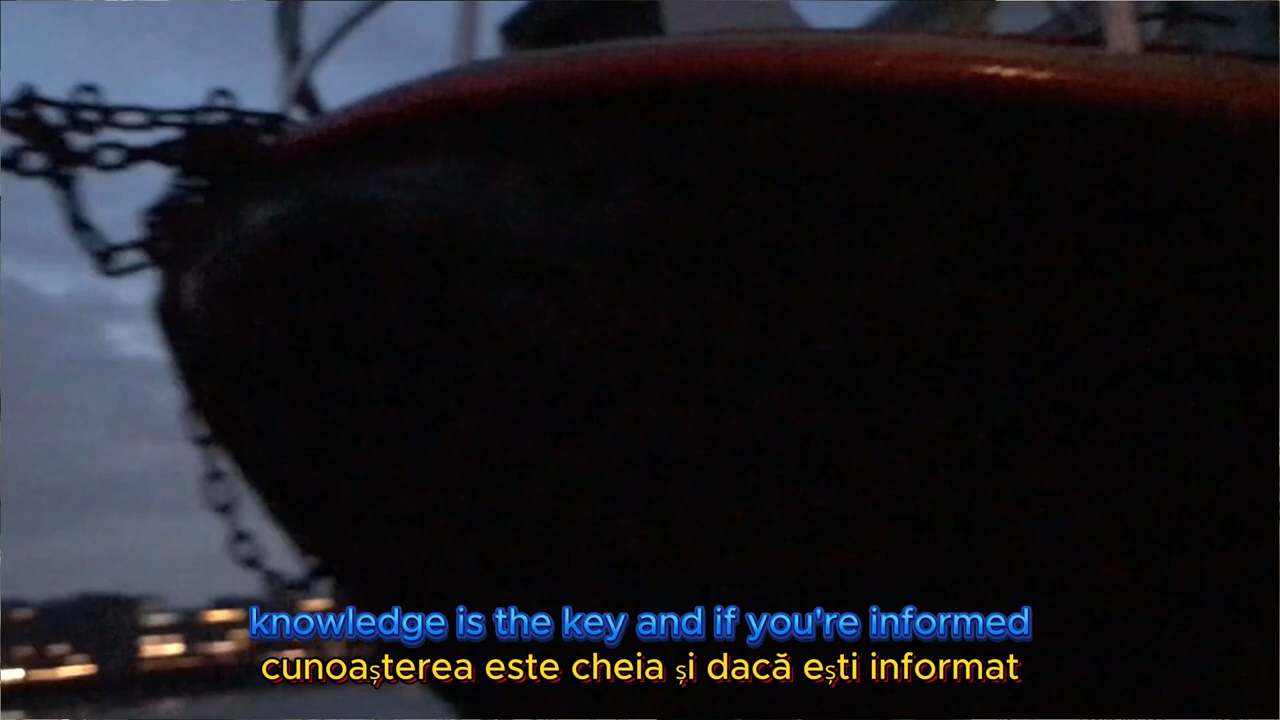 knowledge is the key and if you're informed
cunoașterea este cheia și dacă ești informat